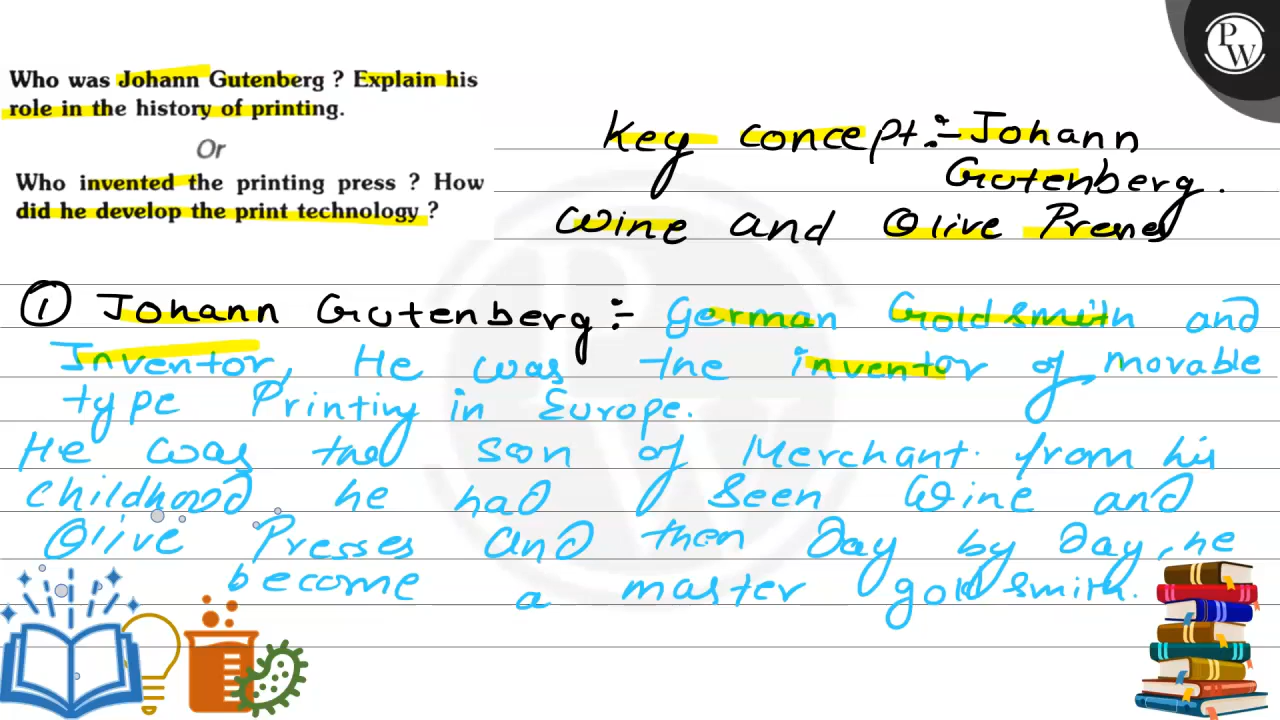 Who was Johann Gutenberg ? Explain his
role in the history of printing.
Or
Who invented the printing press ? How
did he develop the print technology ?
PW
Key concept :- Johann
Gutenberg.
Wine and Olive Presses
① Johann Gutenberg :- German Goldsmith and
Inventor, He was the inventor of movable
type Printing in Europe.
He was the son of Merchant. from his
childhood he had seen wine and
Olive Presses and then day by day, he
become a master goldsmith.